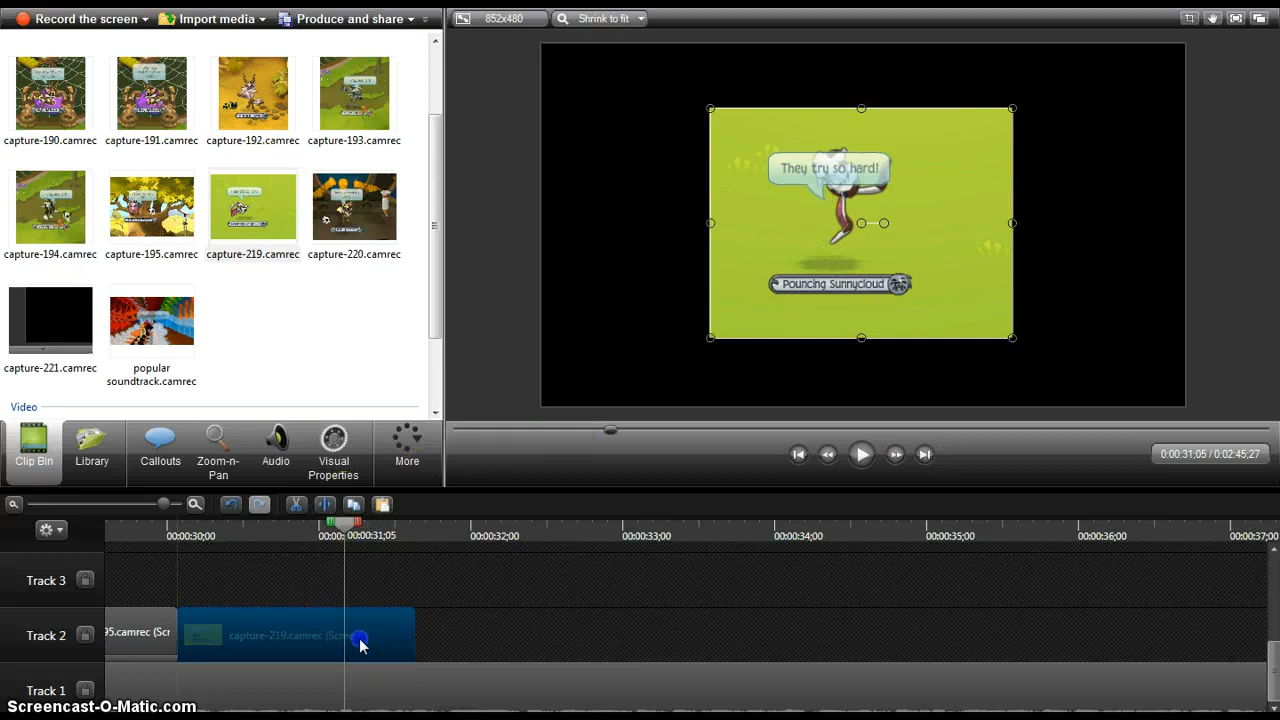 Record the screen
Import media
Produce and share
852x480
Shrink to fit
capture-190.camrec
capture-191.camrec
capture-192.camrec
capture-193.camrec
capture-194.camrec
capture-195.camrec
capture-219.camrec
capture-220.camrec
capture-221.camrec
popular
soundtrack.camrec
Video
They try so hard!
Pouncing Sunnycloud
Clip Bin
Library
Callouts
Zoom-n-
Pan
Audio
Visual
Properties
More
0:00:31;05 / 0:02:45;27
00:00:30;00
00:00:
00:00:31;05
00:00:32;00
00:00:33;00
00:00:34;00
00:00:35;00
00:00:36;00
00:00:37;00
Track 3
Track 2
95.camrec (Scr
capture-219.camrec (Scree
Track 1
Screencast-O-Matic.com